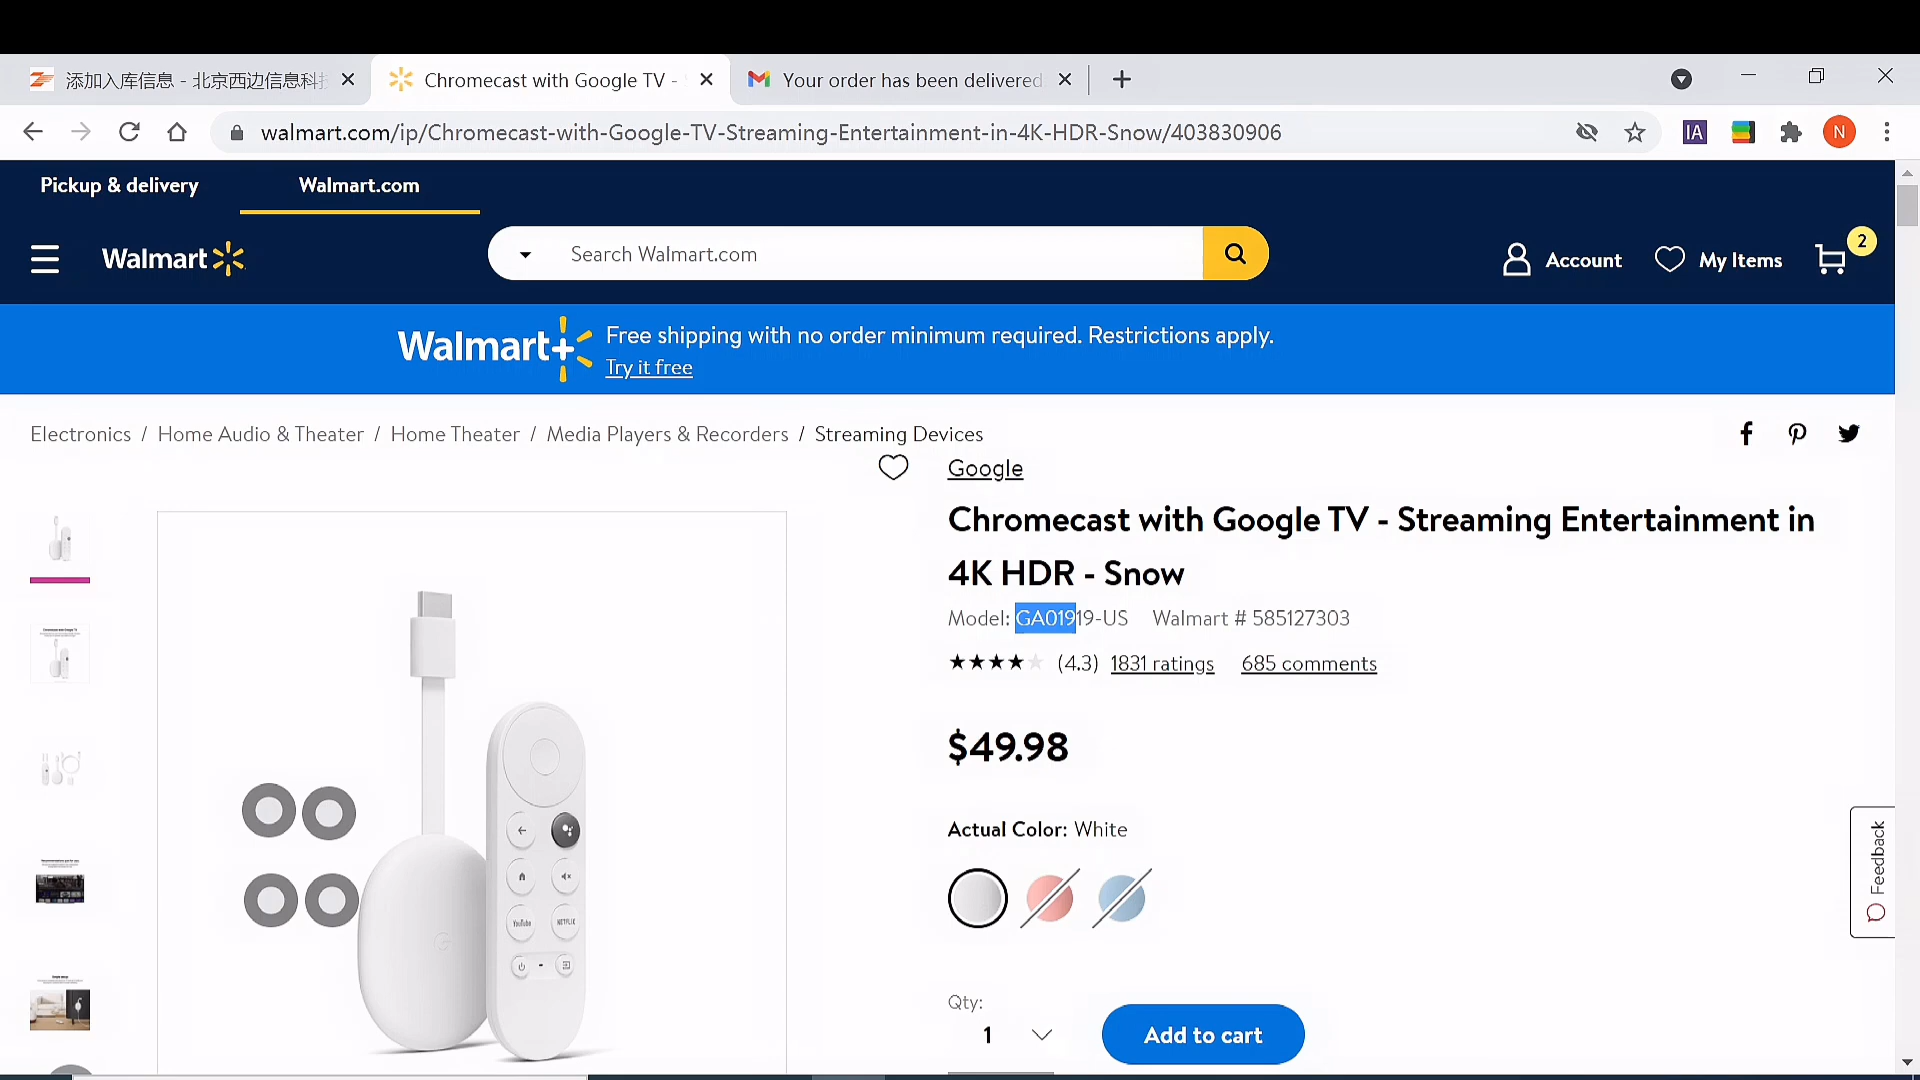 添加入库信息 - 北京西边信息科技
Chromecast with Google TV -
Your order has been delivered
walmart.com/ip/Chromecast-with-Google-TV-Streaming-Entertainment-in-4K-HDR-Snow/403830906
IA
N
Pickup & delivery
Walmart.com
Walmart
Search Walmart.com
Account
My Items
2
Walmart+
Free shipping with no order minimum required. Restrictions apply.
Try it free
Electronics / Home Audio & Theater / Home Theater / Media Players & Recorders / Streaming Devices
Google
Chromecast with Google TV - Streaming Entertainment in
4K HDR - Snow
Model: GA01919-US Walmart # 585127303
(4.3) 1831 ratings 685 comments
$49.98
Actual Color: White
YouTube
NETFLIX
Feedback
Qty:
1
Add to cart